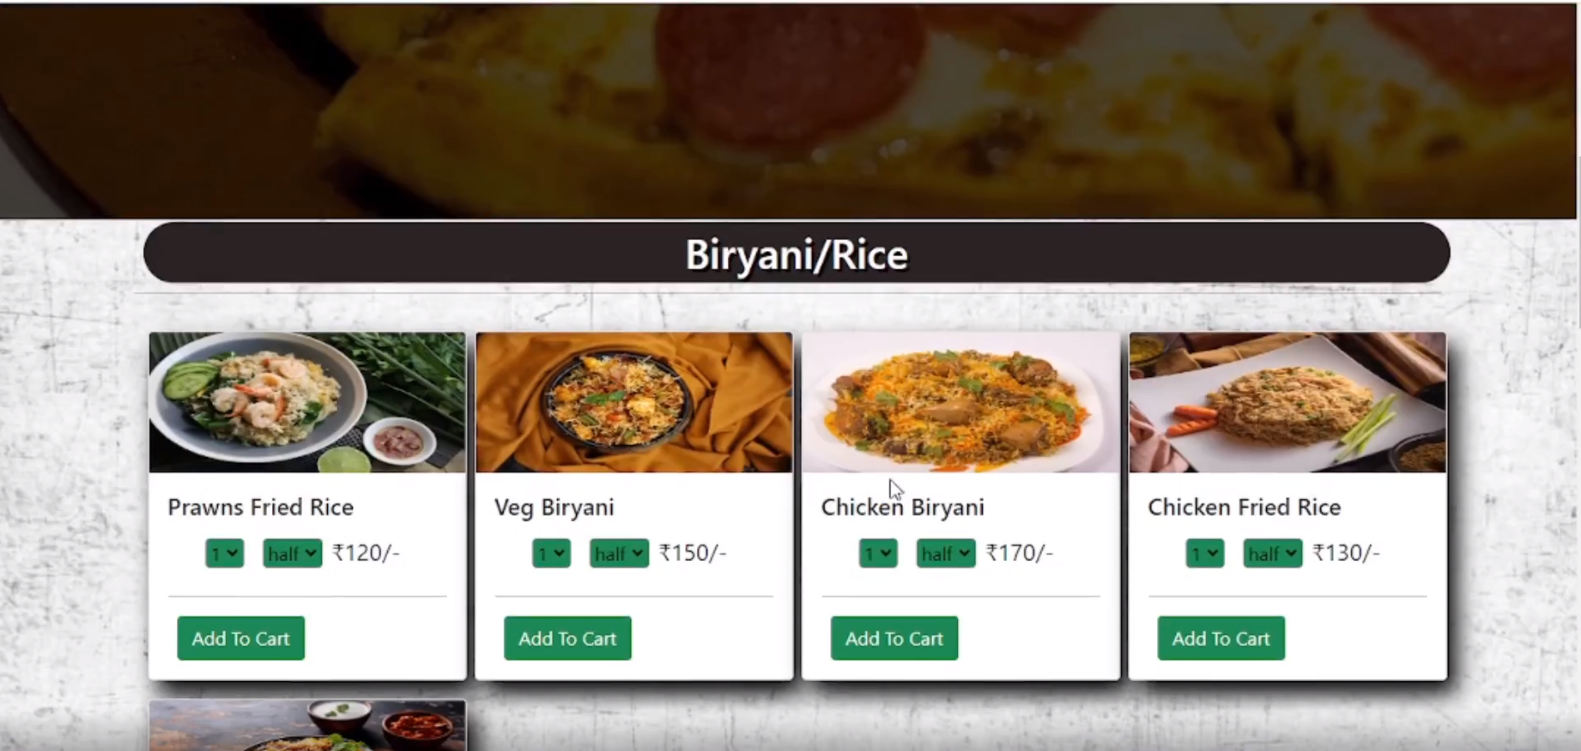 Biryani/Rice
Prawns Fried Rice
1 half ₹120/-
Add To Cart
Veg Biryani
1 half ₹150/-
Add To Cart
Chicken Biryani
1 half ₹170/-
Add To Cart
Chicken Fried Rice
1 half ₹130/-
Add To Cart